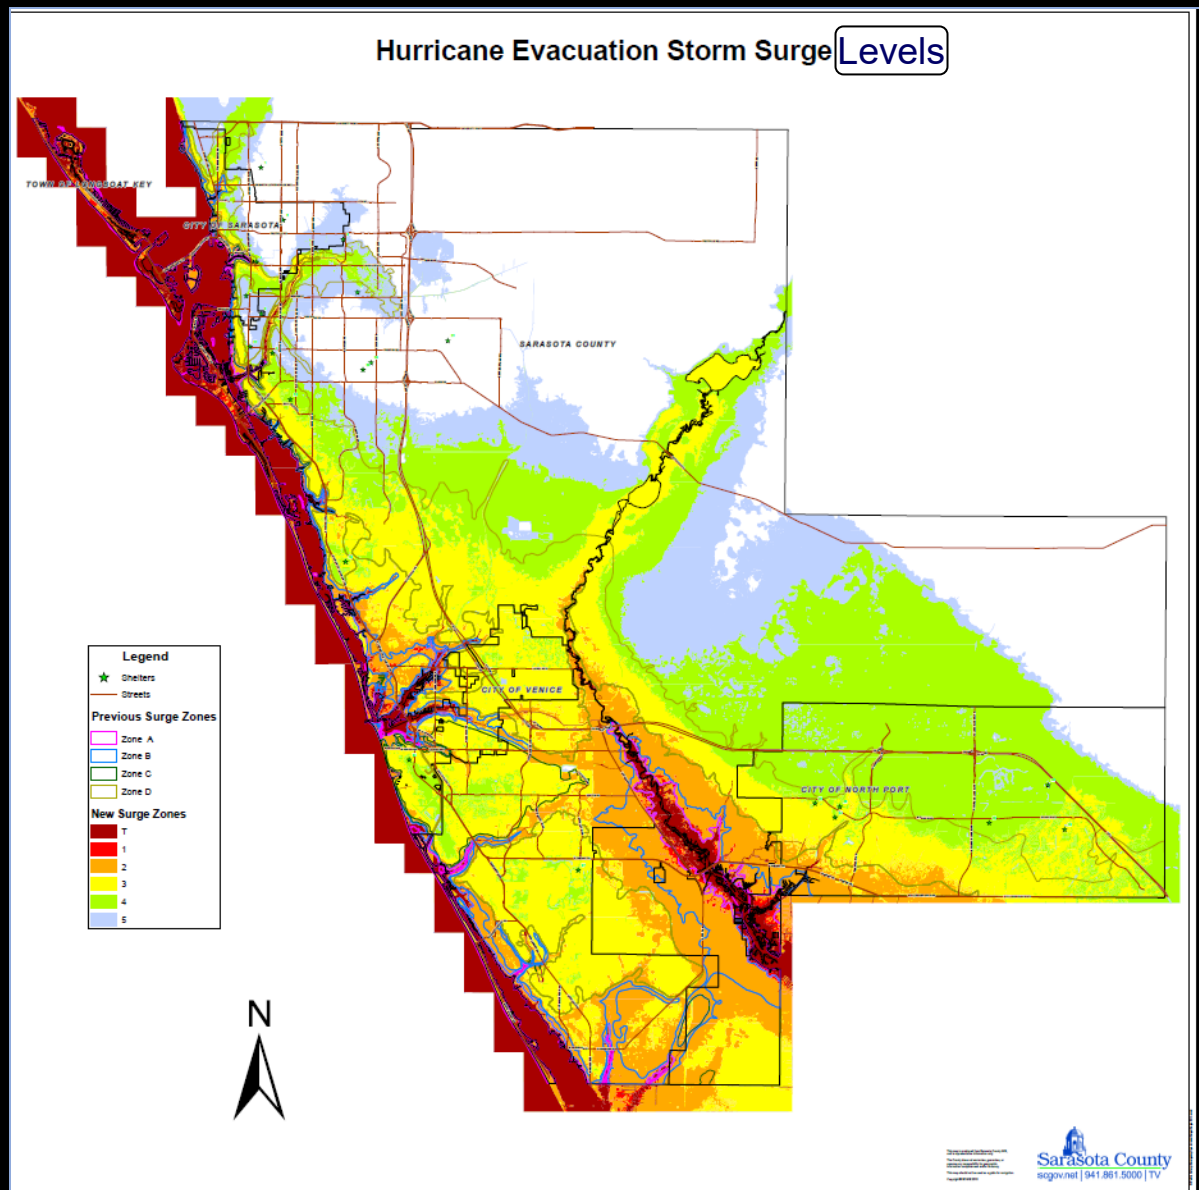 Hurricane Evacuation Storm Surge Levels
TOWN OF LONGBOAT KEY
CITY OF SARASOTA
SARASOTA COUNTY
CITY OF VENICE
CITY OF NORTH PORT
Legend
Shelters
Streets
Previous Surge Zones
Zone A
Zone B
Zone C
Zone D
New Surge Zones
T
1
2
3
4
5
N
Sarasota County
scgov.net | 941.861.5000 | TV